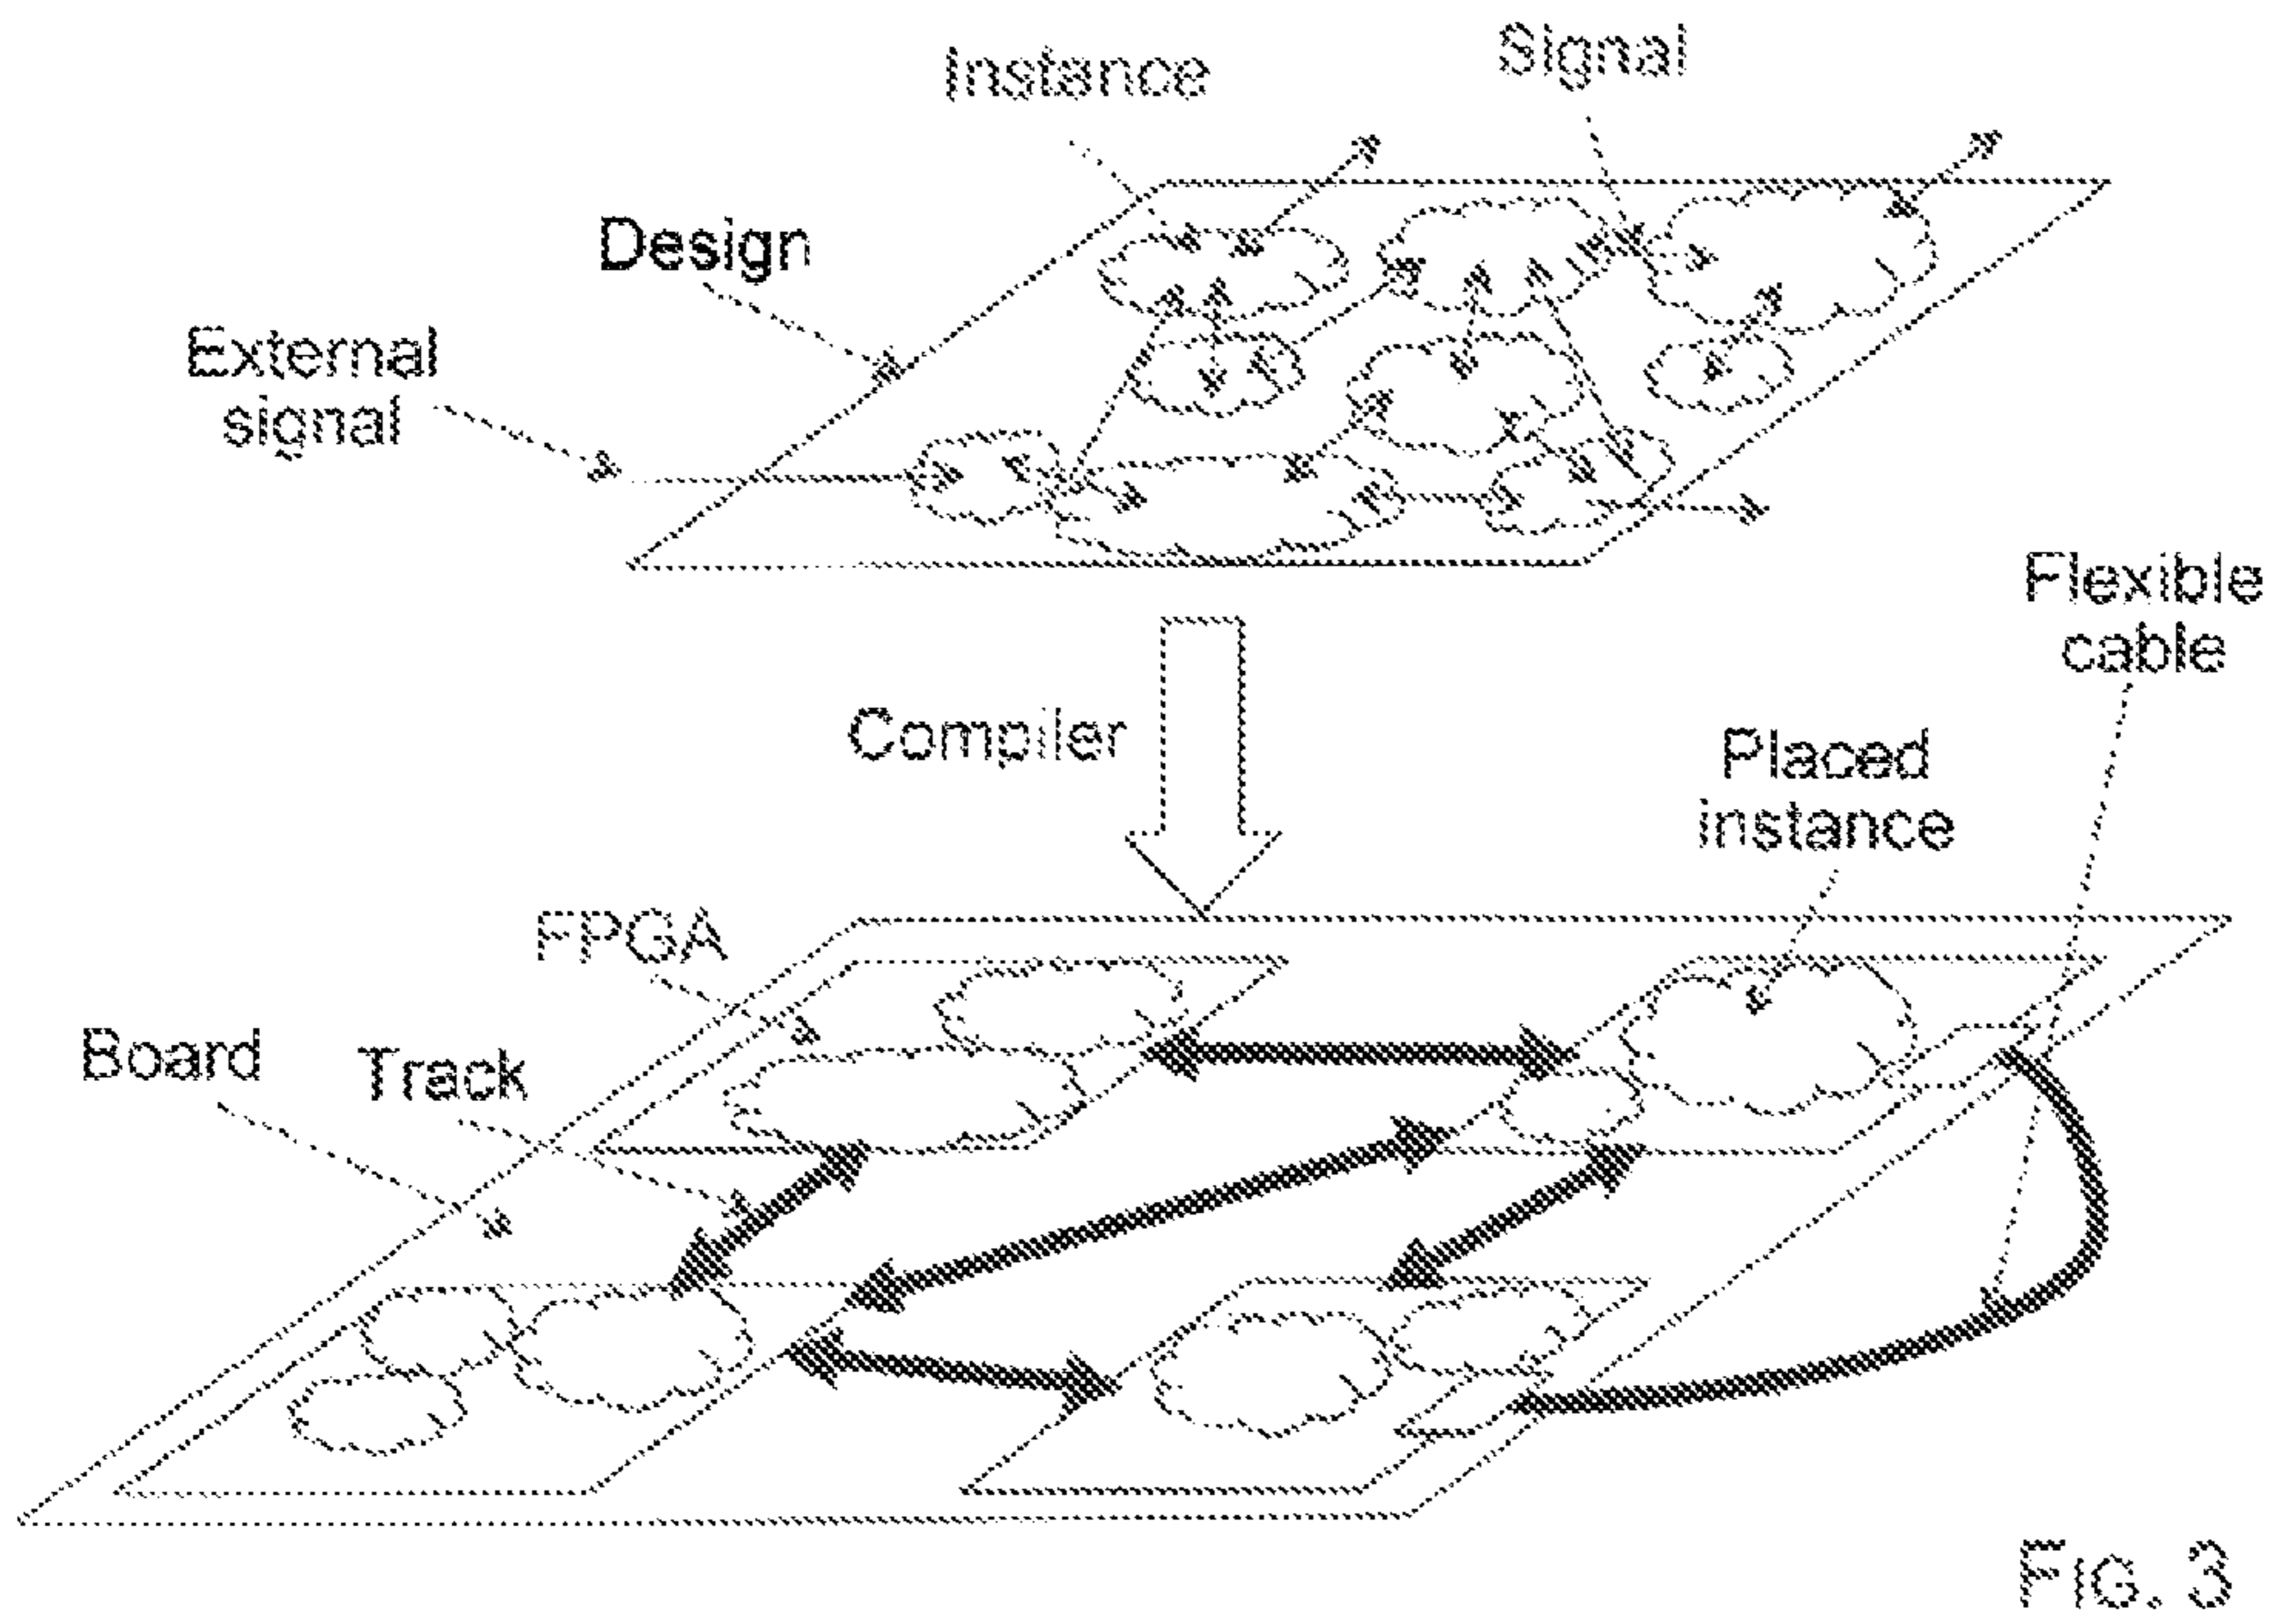 Instance
Signal
Design
External
signal
Flexible
cable
Compiler
Placed
instance
FPGA
Board
Track
FIG. 3